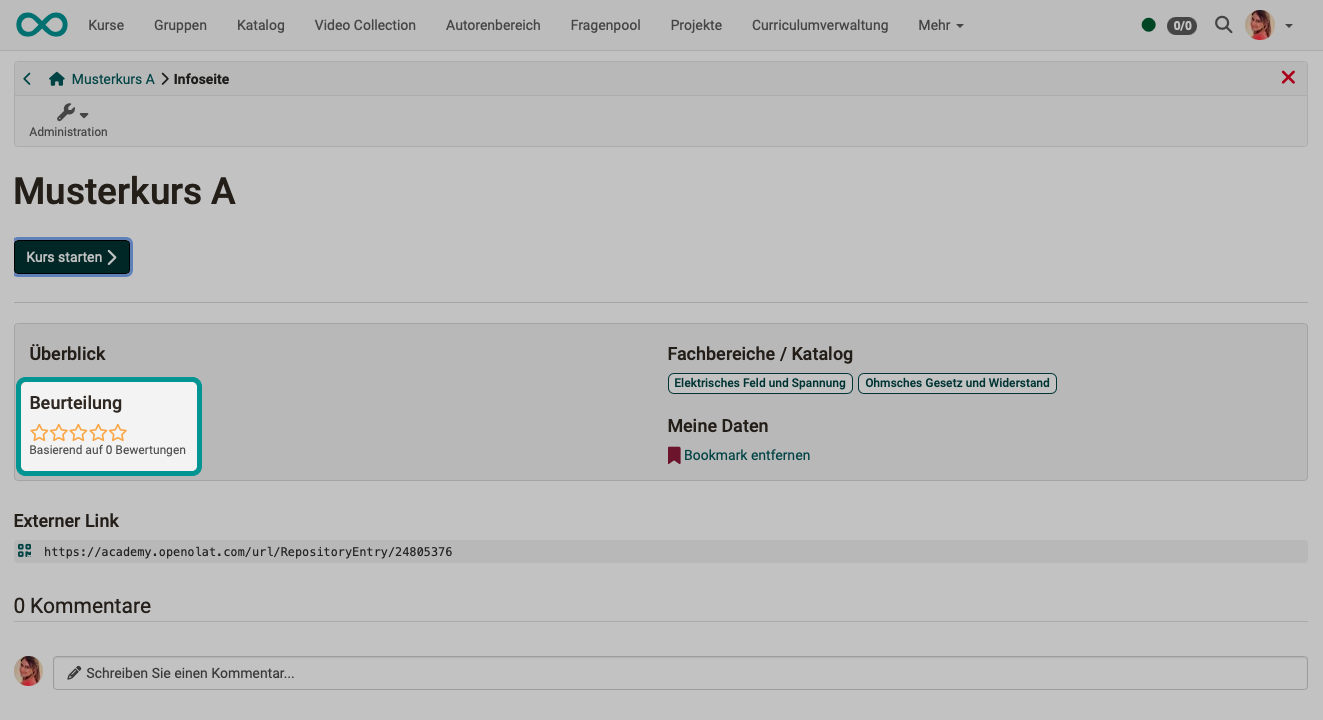 Kurse Gruppen Katalog Video Collection Autorenbereich Fragenpool Projekte Curriculumverwaltung Mehr 0/0
Musterkurs A Infoseite
Administration
Musterkurs A
Kurs starten
Überblick
Beurteilung
Basierend auf 0 Bewertungen
Fachbereiche / Katalog
Elektrisches Feld und Spannung Ohmsches Gesetz und Widerstand
Meine Daten
Bookmark entfernen
Externer Link
https://academy.openolat.com/url/RepositoryEntry/24805376
0 Kommentare
Schreiben Sie einen Kommentar...